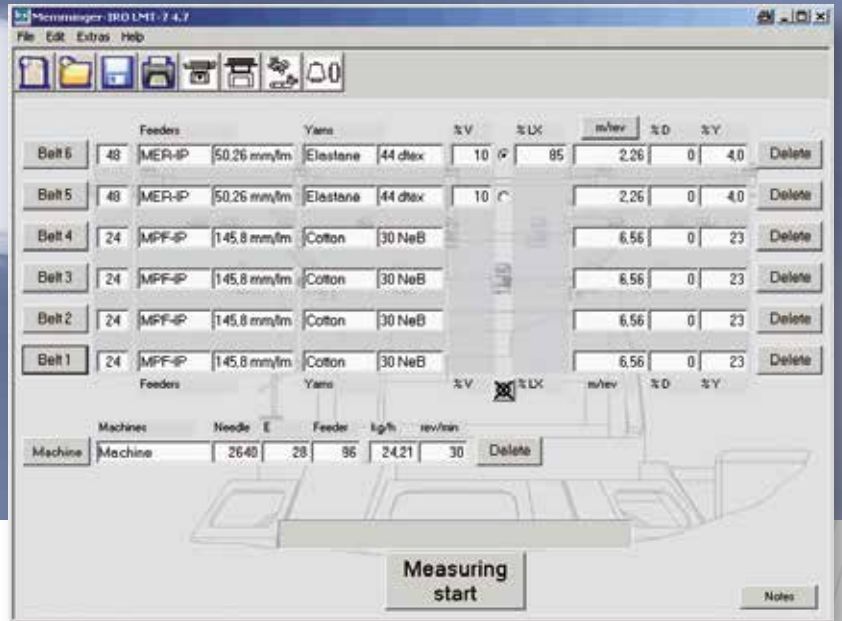 Memminger-IRO LMT-7 4.7
File Edit Extras Help
Feeders Yarns %V %LX m/rev %D %Y
Belt 6 48 MER-IP 50,26 mm/Im Elastane 44 dtex 10 85 2,26 0 4,0 Delete
Belt 5 48 MER-IP 50,26 mm/Im Elastane 44 dtex 10 2,26 0 4,0 Delete
Belt 4 24 MPF-IP 145,8 mm/Im Cotton 30 NeB 6,56 0 23 Delete
Belt 3 24 MPF-IP 145,8 mm/Im Cotton 30 NeB 6,56 0 23 Delete
Belt 2 24 MPF-IP 145,8 mm/Im Cotton 30 NeB 6,56 0 23 Delete
Belt 1 24 MPF-IP 145,8 mm/Im Cotton 30 NeB 6,56 0 23 Delete
Feeders Yarns %V %LX m/rev %D %Y
Machines Needle E Feeder kg/h rev/min
Machine Machine 2640 28 96 24,21 30 Delete
Measuring
start
Notes